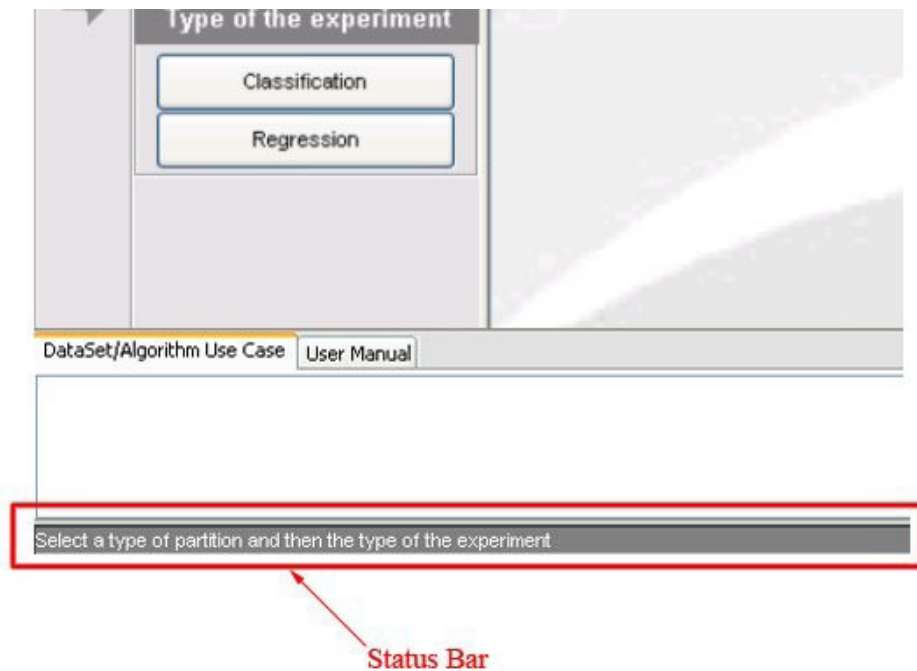 Type of the experiment
Classification
Regression
DataSet/Algorithm Use Case
User Manual
Select a type of partition and then the type of the experiment
Status Bar